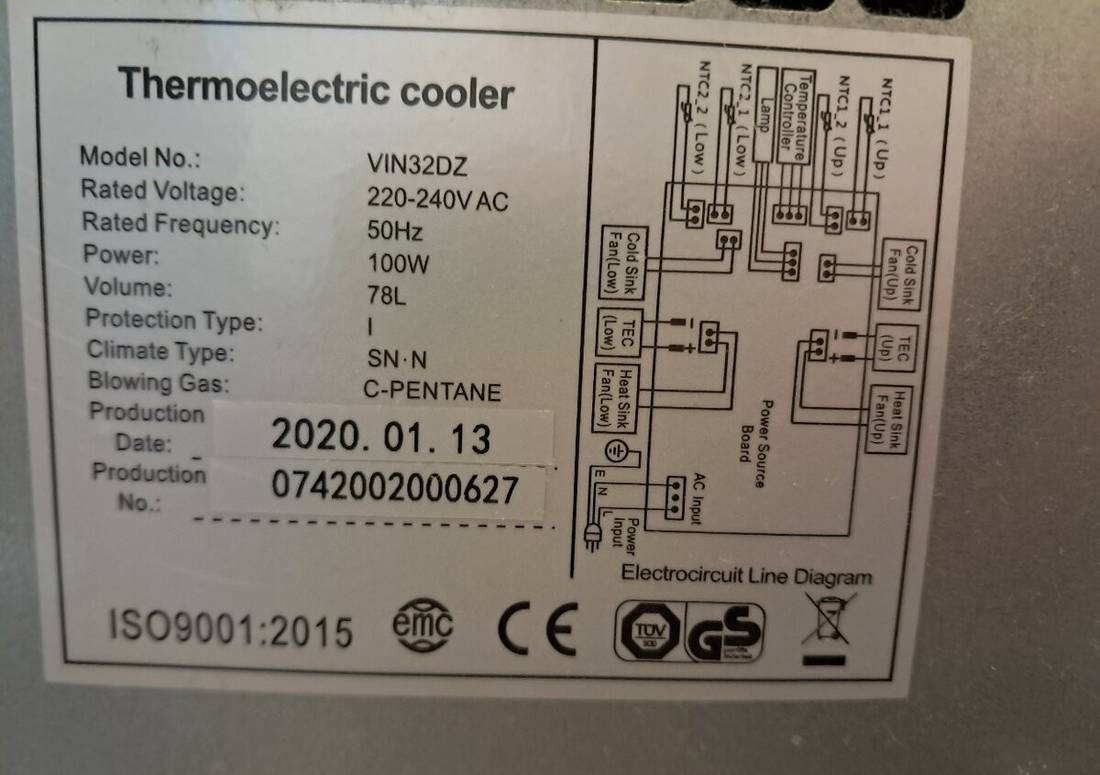 Thermoelectric cooler
Model No.: VIN32DZ
Rated Voltage: 220-240V AC
Rated Frequency: 50Hz
Power: 100W
Volume: 78L
Protection Type: I
Climate Type: SN·N
Blowing Gas: C-PENTANE
Production Date: 2020. 01. 13
Production No.: 0742002000627
NTC2_2 (Low)
NTC2_1 (Low)
Lamp
Temperature
Controller
NTC1_2 (Up)
NTC1_1 (Up)
Cold Sink
Fan(Low)
Cold Sink
Fan(Up)
TEC
(Low)
- +
- +
TEC
(Up)
Heat Sink
Fan(Low)
Heat Sink
Fan(Up)
Power Source
Board
AC Input
E
N
L
Power
Input
Electrocircuit Line Diagram
ISO9001:2015
emc
CE
TÜV
GS